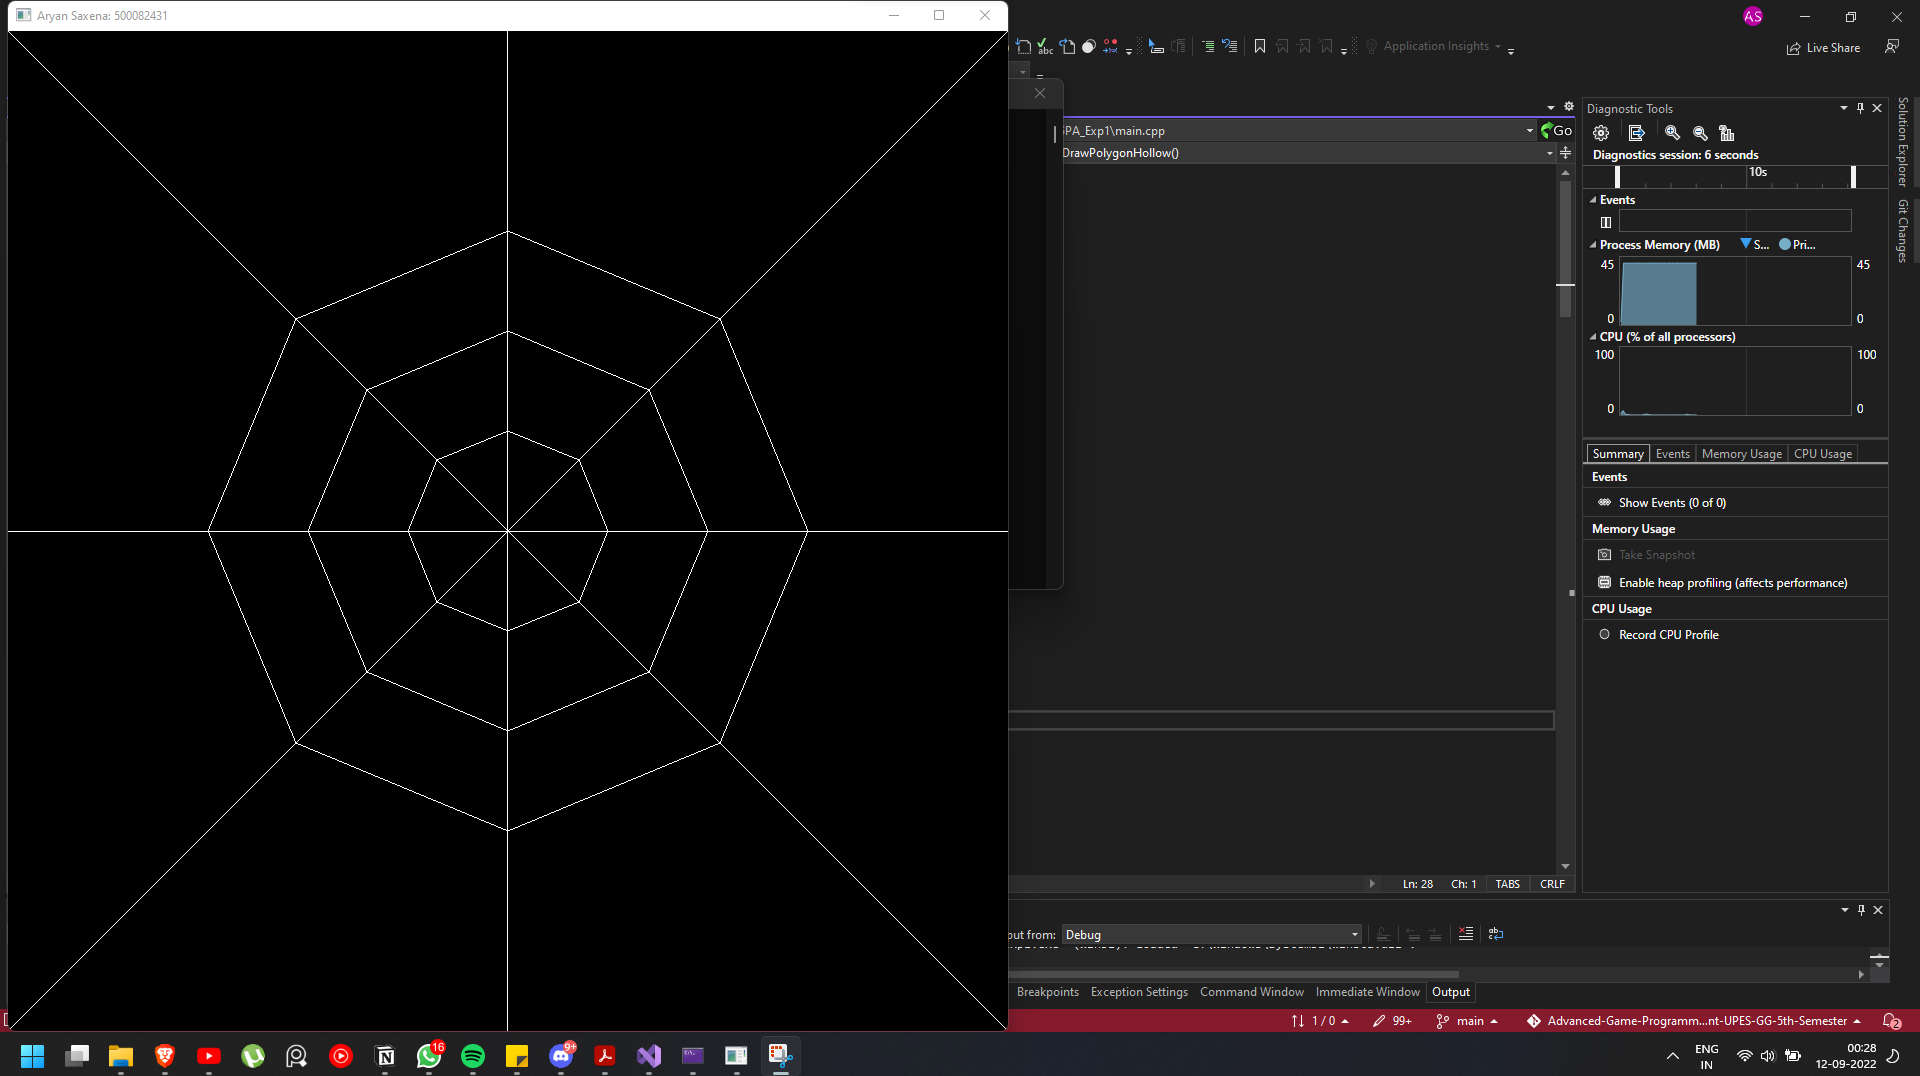 Aryan Saxena: 500082431
AS
abc
Application Insights
Live Share
PA_Exp1\main.cpp
Go
DrawPolygonHollow()
Diagnostic Tools
Diagnostics session: 6 seconds
10s
Events
Process Memory (MB) S... Pri...
45 45
0 0
CPU (% of all processors)
100 100
0 0
Summary Events Memory Usage CPU Usage
Events
Show Events (0 of 0)
Memory Usage
Take Snapshot
Enable heap profiling (affects performance)
CPU Usage
Record CPU Profile
Solution Explorer
Git Changes
Ln: 28 Ch: 1 TABS CRLF
put from: Debug
Breakpoints Exception Settings Command Window Immediate Window Output
1 / 0 99+ main Advanced-Game-Programm...nt-UPES-GG-5th-Semester 2
16
9+
ENG
IN
00:28
12-09-2022